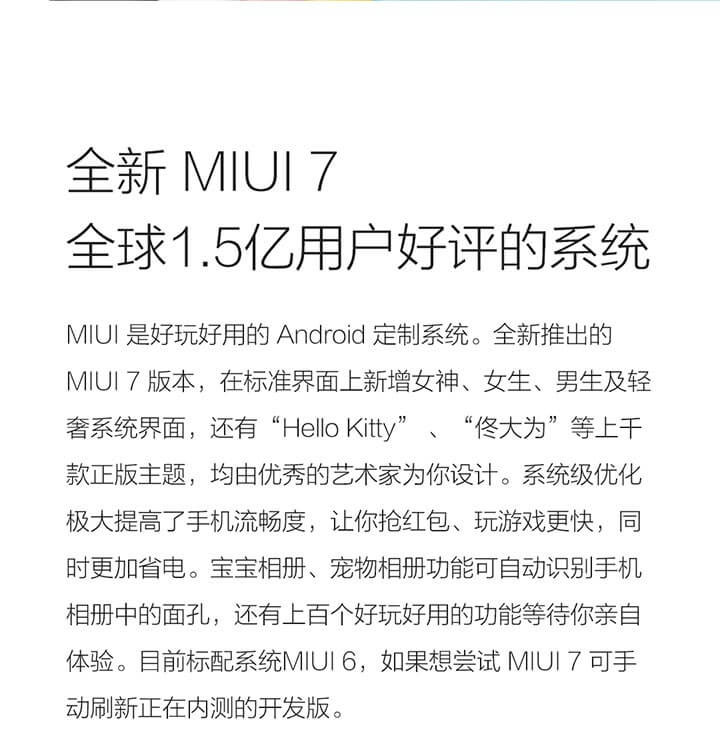 全新 MIUI 7
全球1.5亿用户好评的系统
MIUI 是好玩好用的 Android 定制系统。全新推出的
MIUI 7 版本，在标准界面上新增女神、女生、男生及轻
奢系统界面，还有“Hello Kitty” 、“佟大为”等上千
款正版主题，均由优秀的艺术家为你设计。系统级优化
极大提高了手机流畅度，让你抢红包、玩游戏更快，同
时更加省电。宝宝相册、宠物相册功能可自动识别手机
相册中的面孔，还有上百个好玩好用的功能等待你亲自
体验。目前标配系统MIUI 6，如果想尝试 MIUI 7 可手
动刷新正在内测的开发版。